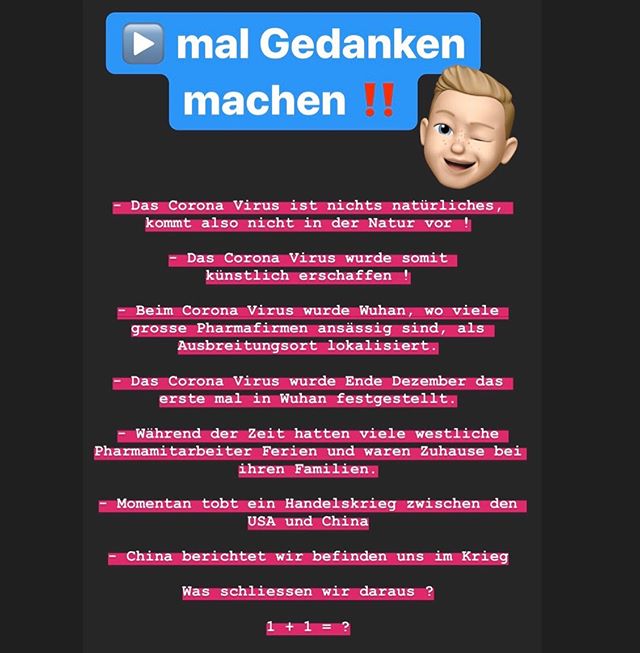 mal Gedanken
machen ‼️
- Das Corona Virus ist nichts natürliches,
kommt also nicht in der Natur vor !
- Das Corona Virus wurde somit
künstlich erschaffen !
- Beim Corona Virus wurde Wuhan, wo viele
grosse Pharmafirmen ansässig sind, als
Ausbreitungsort lokalisiert.
- Das Corona Virus wurde Ende Dezember das
erste mal in Wuhan festgestellt.
- Während der Zeit hatten viele westliche
Pharmamitarbeiter Ferien und waren Zuhause bei
ihren Familien.
- Momentan tobt ein Handelskrieg zwischen den
USA und China
- China berichtet wir befinden uns im Krieg
Was schliessen wir daraus ?
1 + 1 = ?